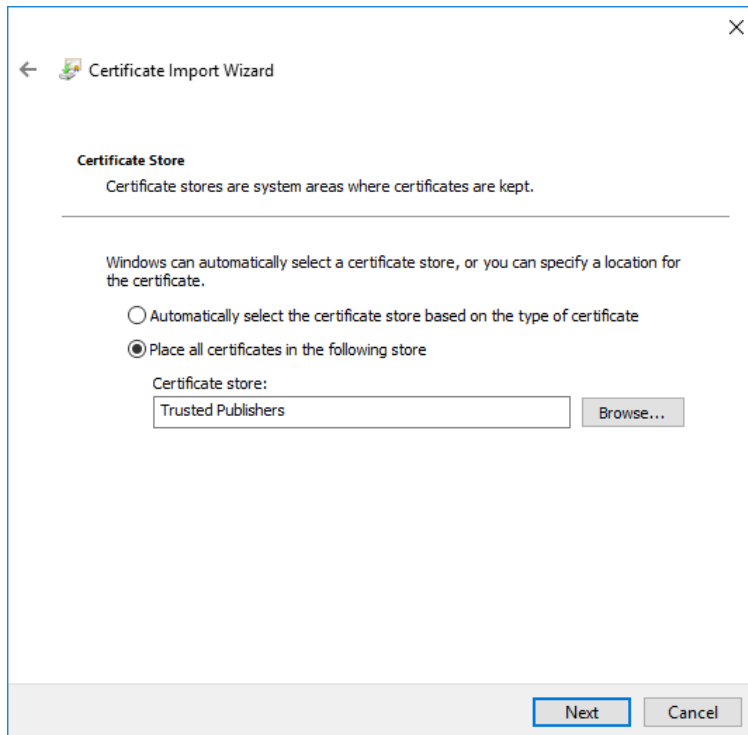 Certificate Import Wizard
Certificate Store
Certificate stores are system areas where certificates are kept.
Windows can automatically select a certificate store, or you can specify a location for
the certificate.
Automatically select the certificate store based on the type of certificate
Place all certificates in the following store
Certificate store:
Trusted Publishers
Browse...
Next
Cancel